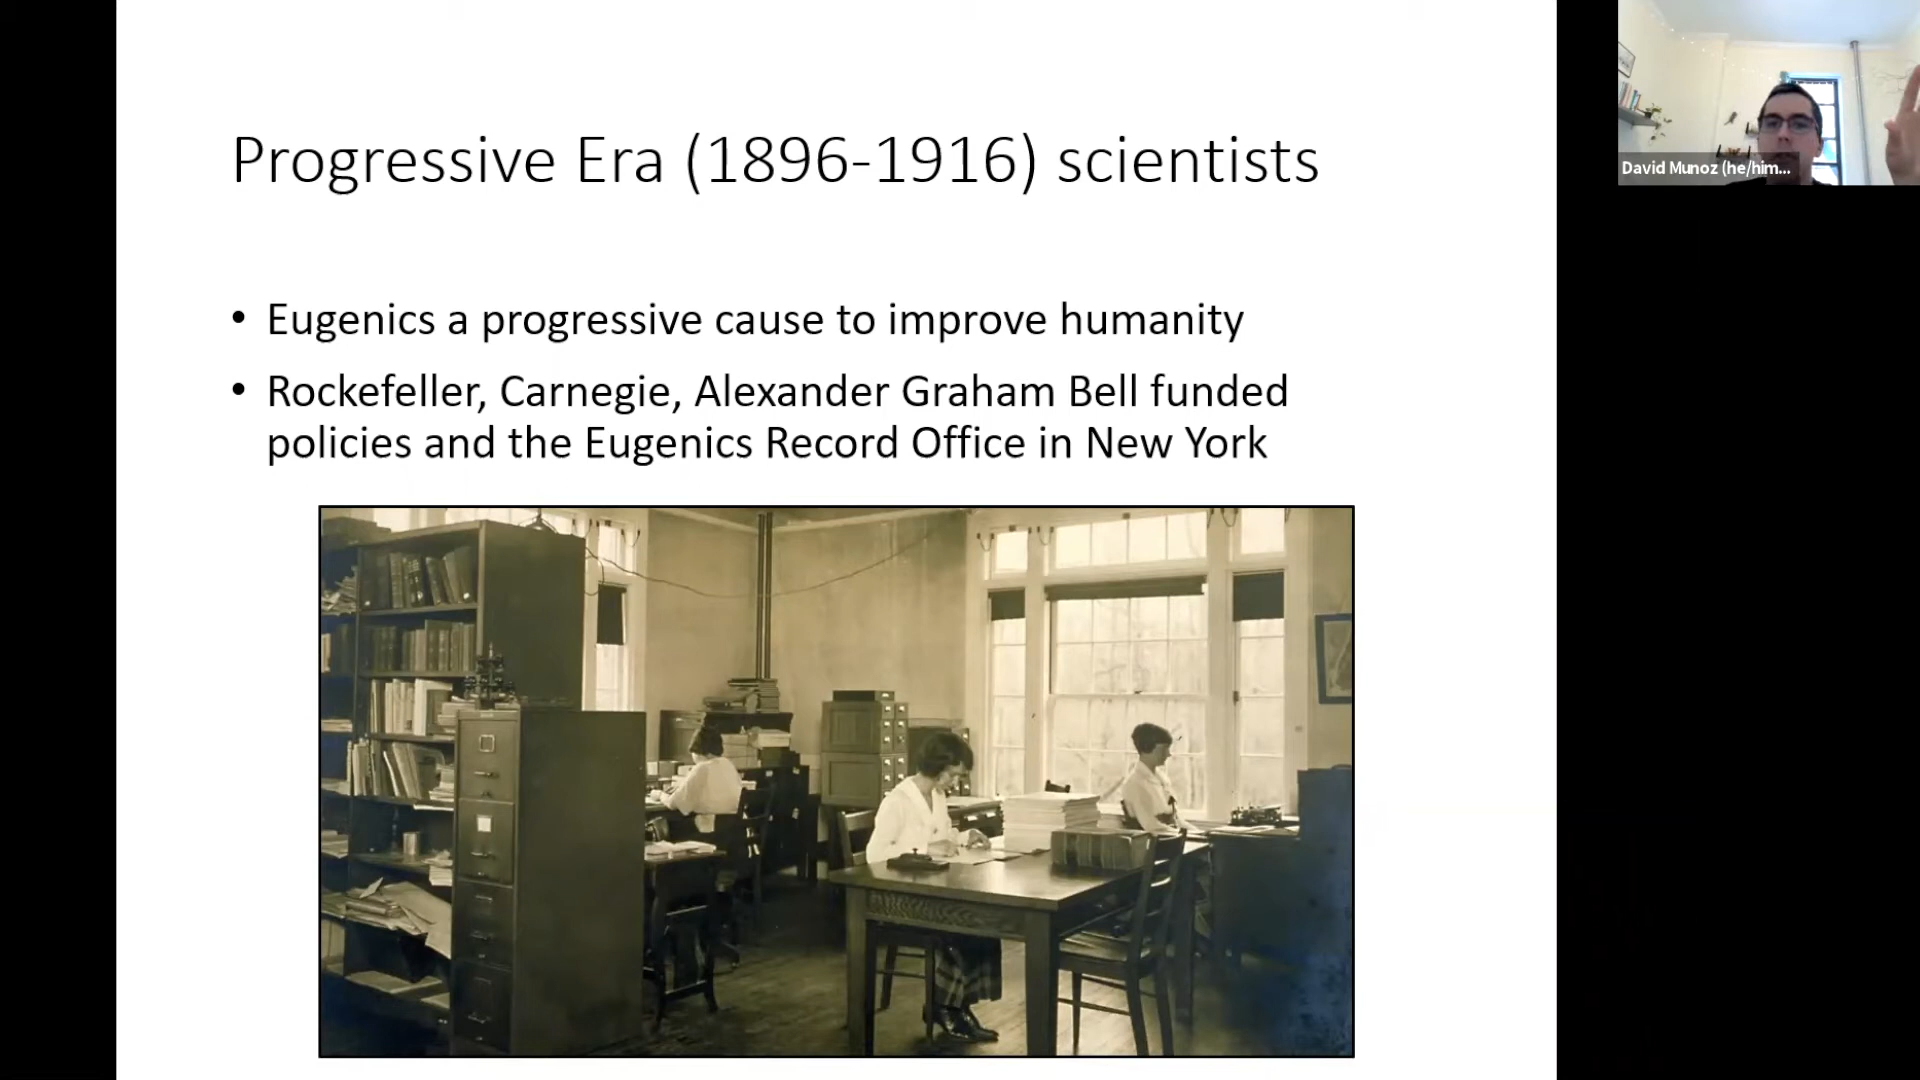 Progressive Era (1896-1916) scientists
• Eugenics a progressive cause to improve humanity
• Rockefeller, Carnegie, Alexander Graham Bell funded
policies and the Eugenics Record Office in New York
David Munoz (he/him...